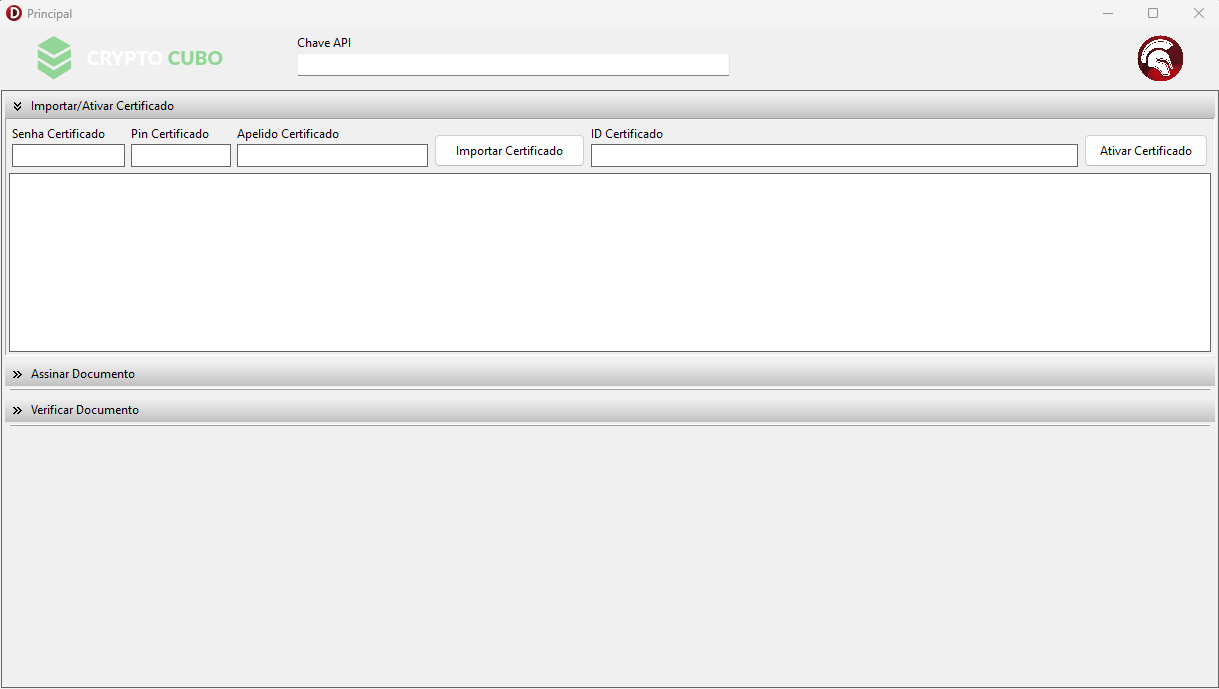 Principal
CRYPTO CUBO
Chave API
Importar/Ativar Certificado
Senha Certificado
Pin Certificado
Apelido Certificado
Importar Certificado
ID Certificado
Ativar Certificado
Assinar Documento
Verificar Documento